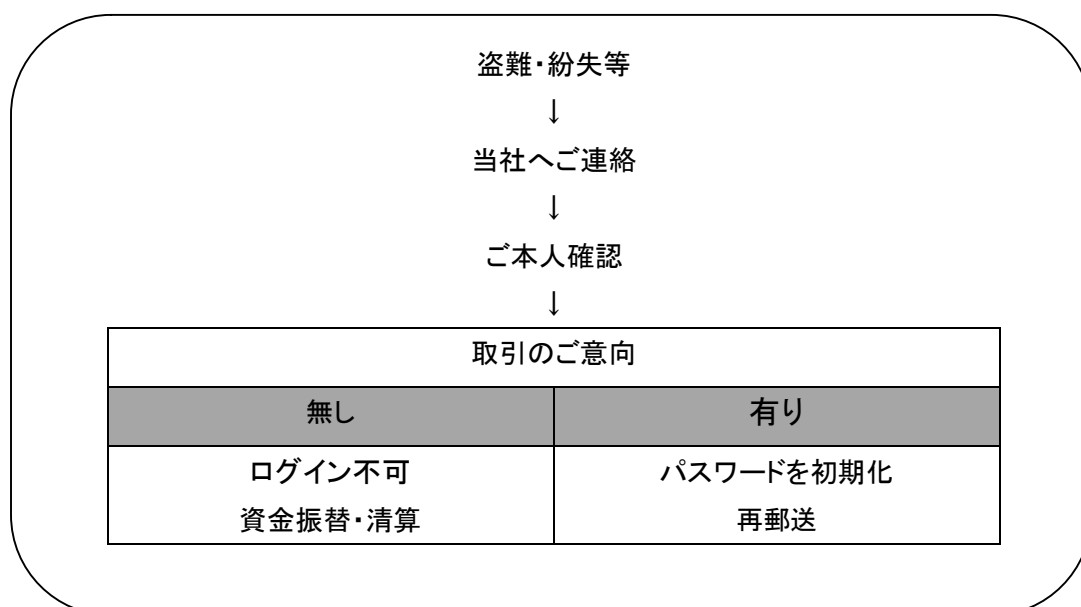 盗難・紛失等
↓
当社へご連絡
↓
ご本人確認
↓
取引のご意向
無し 有り
ログイン不可 パスワードを初期化
資金振替・清算 再郵送